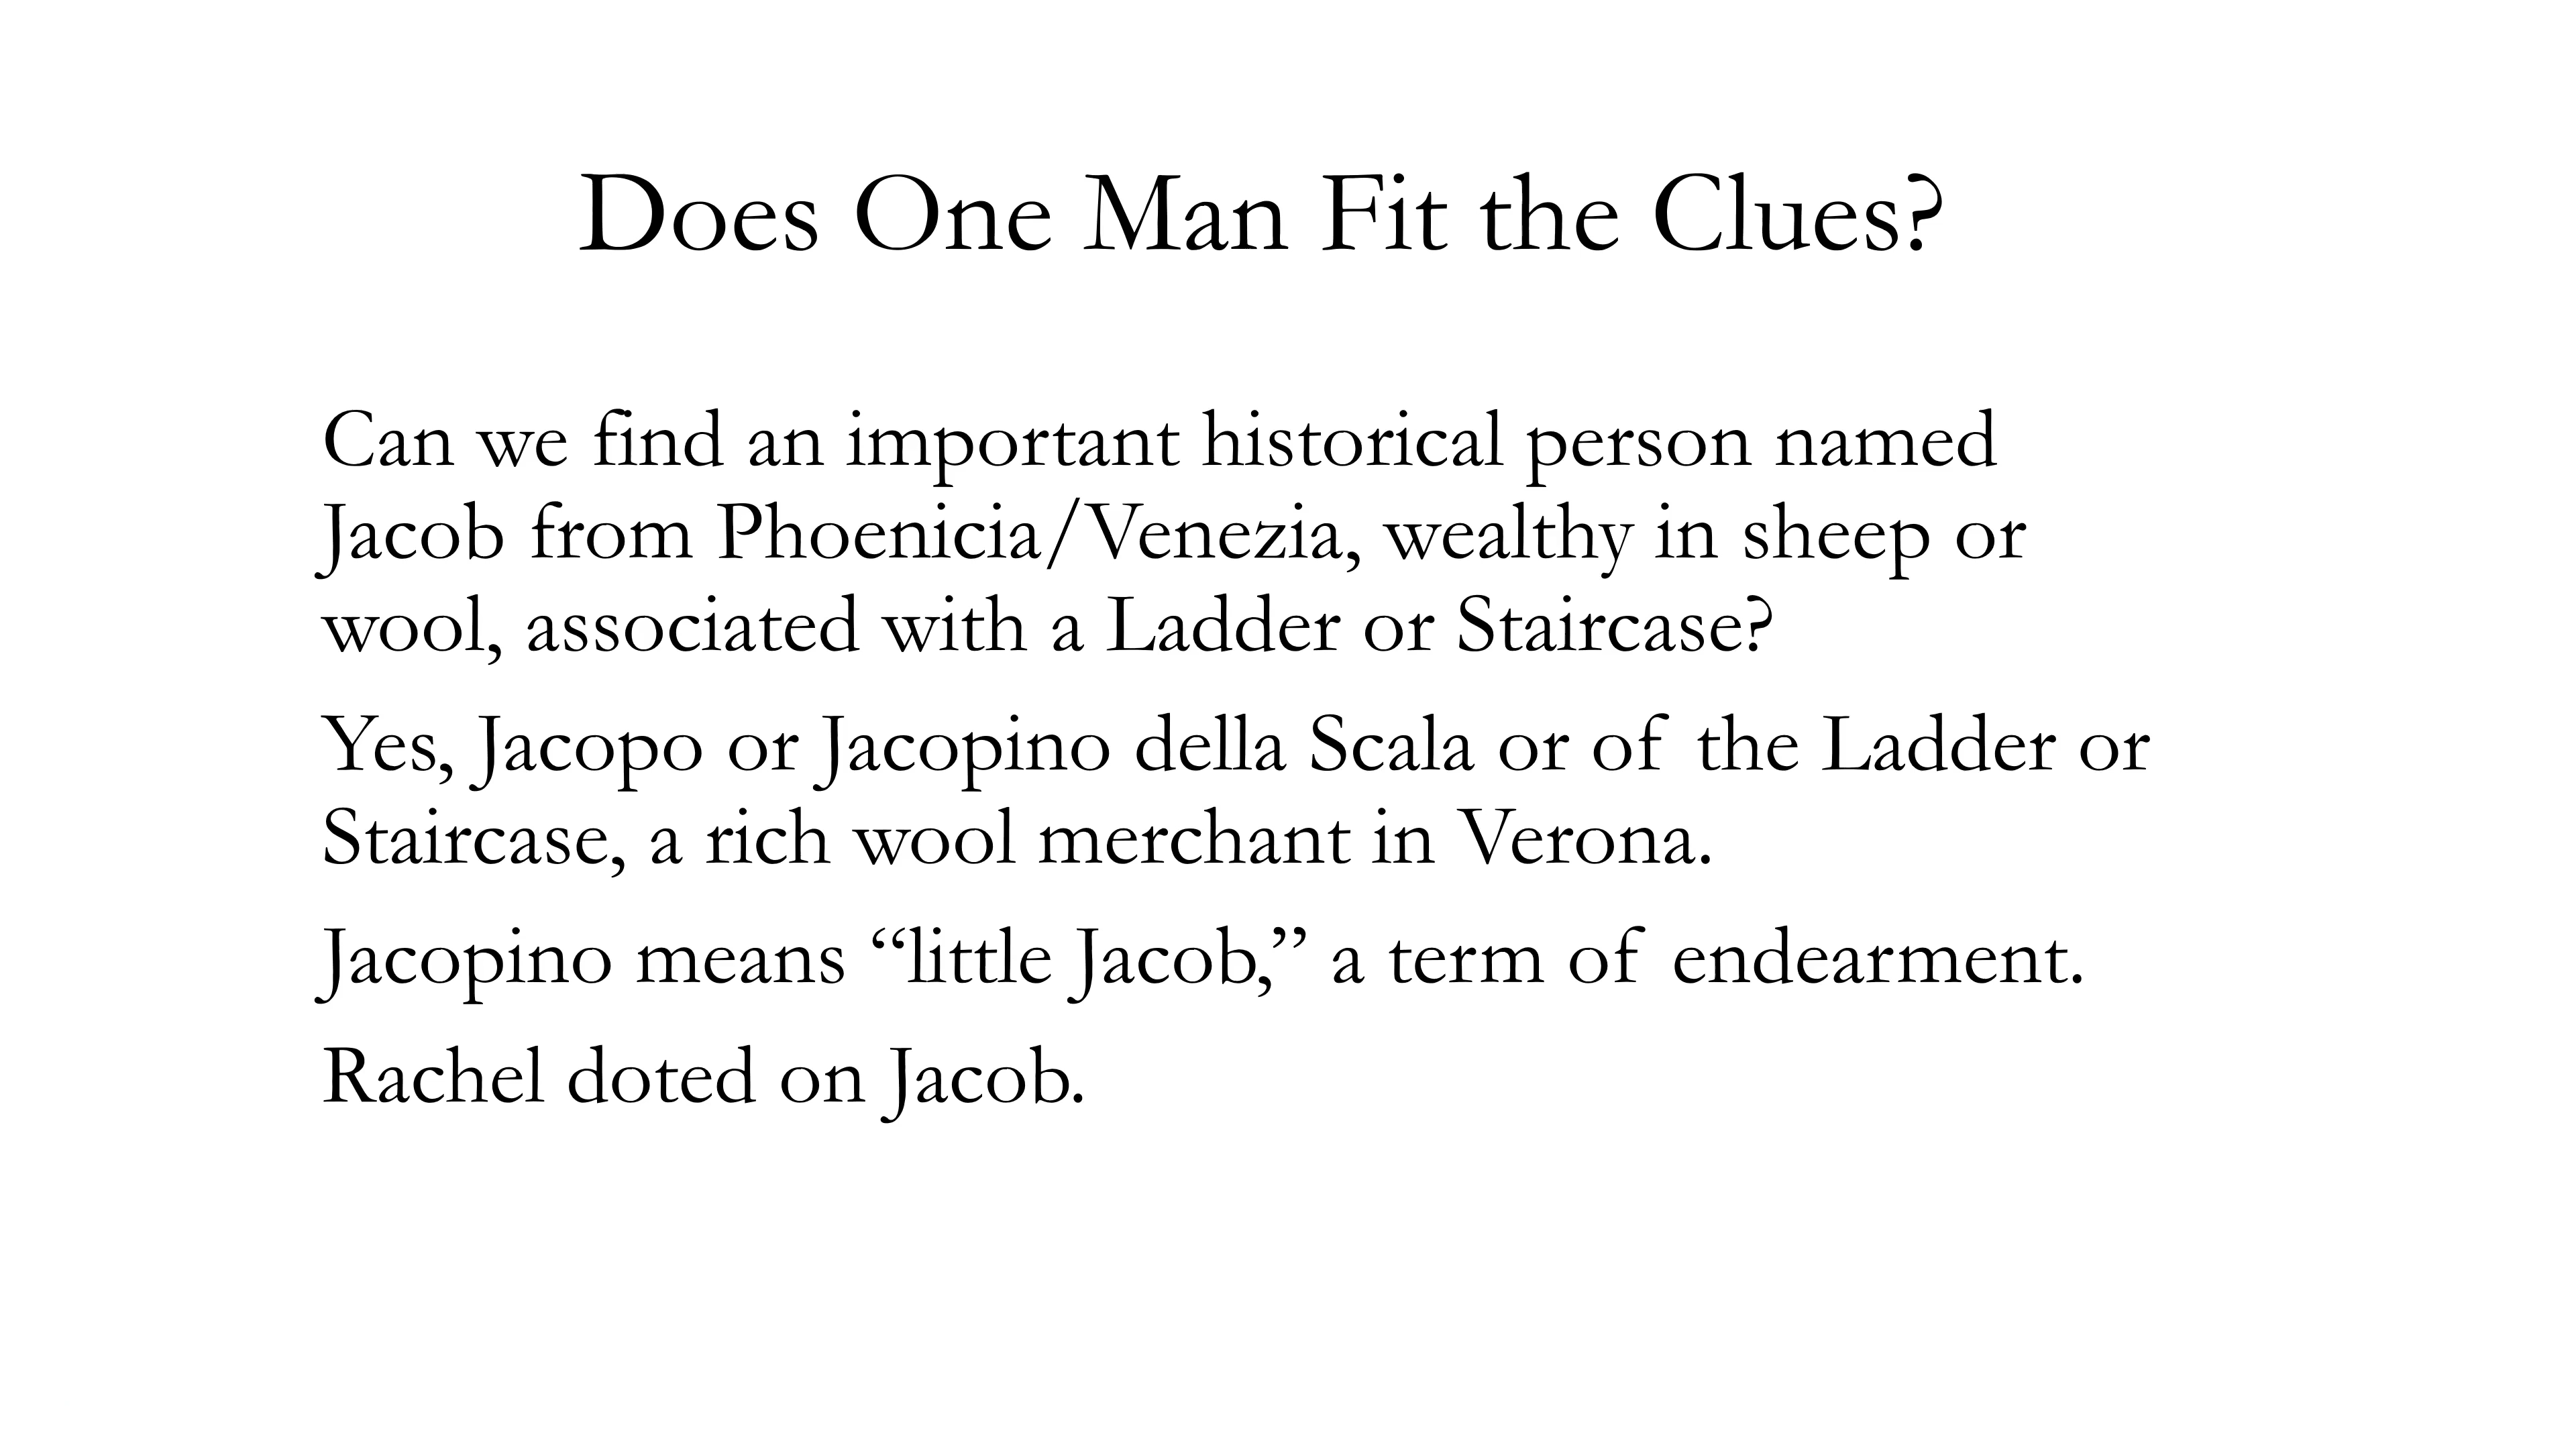 Does One Man Fit the Clues?
Can we find an important historical person named
Jacob from Phoenicia/Venezia, wealthy in sheep or
wool, associated with a Ladder or Staircase?
Yes, Jacopo or Jacopino della Scala or of the Ladder or
Staircase, a rich wool merchant in Verona.
Jacopino means “little Jacob,” a term of endearment.
Rachel doted on Jacob.